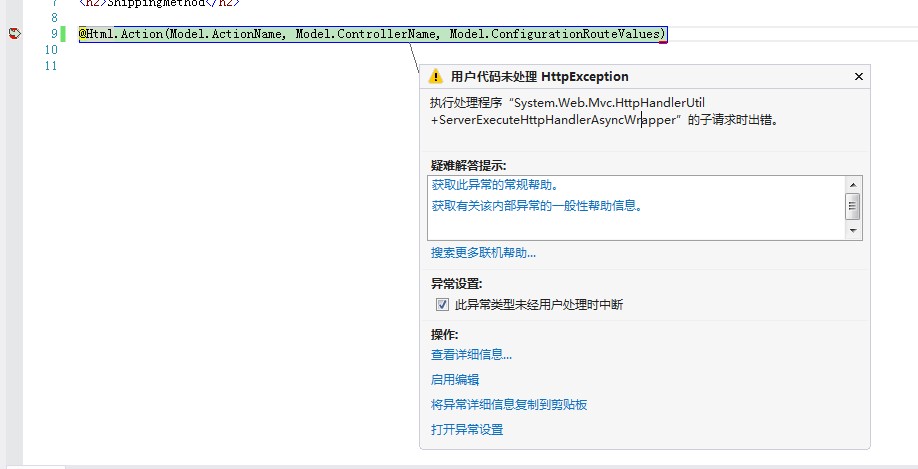 7
<h2>ShippingMethod</h2>
8
9 @Html.Action(Model.ActionName, Model.ControllerName, Model.ConfigurationRouteValues)
10
11
用户代码未处理 HttpException
执行处理程序“System.Web.Mvc.HttpHandlerUtil
+ServerExecuteHttpHandlerAsyncWrapper”的子请求时出错。
疑难解答提示:
获取此异常的常规帮助。
获取有关该内部异常的一般性帮助信息。
搜索更多联机帮助...
异常设置:
此异常类型未经用户处理时中断
操作:
查看详细信息...
启用编辑
将异常详细信息复制到剪贴板
打开异常设置